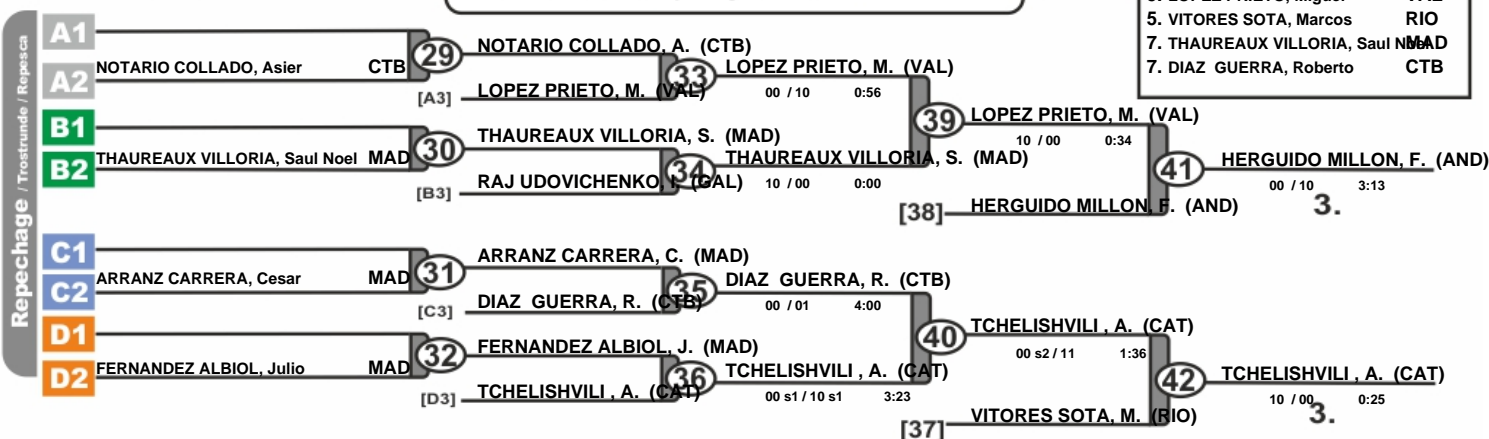 5. VITORES SOTA, Marcos RIO
7. THAUREAUX VILLORIA, Saul Noel MAD
7. DIAZ GUERRA, Roberto CTB
Repechage / Trostrunde / Repesca
A1
A2 NOTARIO COLLADO, Asier CTB
29
NOTARIO COLLADO, A. (CTB)
[A3] LOPEZ PRIETO, M. (VAL)
33
LOPEZ PRIETO, M. (VAL)
00 / 10 0:56
B1
B2 THAUREAUX VILLORIA, Saul Noel MAD
30
THAUREAUX VILLORIA, S. (MAD)
[B3] RAJ UDOVICHENKO, (GAL)
34
THAUREAUX VILLORIA, S. (MAD)
10 / 00 0:00
39
LOPEZ PRIETO, M. (VAL)
10 / 00 0:34
[38] HERGUIDO MILLON, F. (AND)
41
HERGUIDO MILLON, F. (AND)
00 / 10 3:13
3.
C1
C2 ARRANZ CARRERA, Cesar MAD
31
ARRANZ CARRERA, C. (MAD)
[C3] DIAZ GUERRA, R. (CTB)
35
DIAZ GUERRA, R. (CTB)
00 / 01 4:00
D1
D2 FERNANDEZ ALBIOL, Julio MAD
32
FERNANDEZ ALBIOL, J. (MAD)
[D3] TCHELISHVILI , A. (CAT)
36
TCHELISHVILI , A. (CAT)
00 s1 / 10 s1 3:23
40
TCHELISHVILI , A. (CAT)
00 s2 / 11 1:36
[37] VITORES SOTA, M. (RIO)
42
TCHELISHVILI , A. (CAT)
10 / 00 0:25
3.